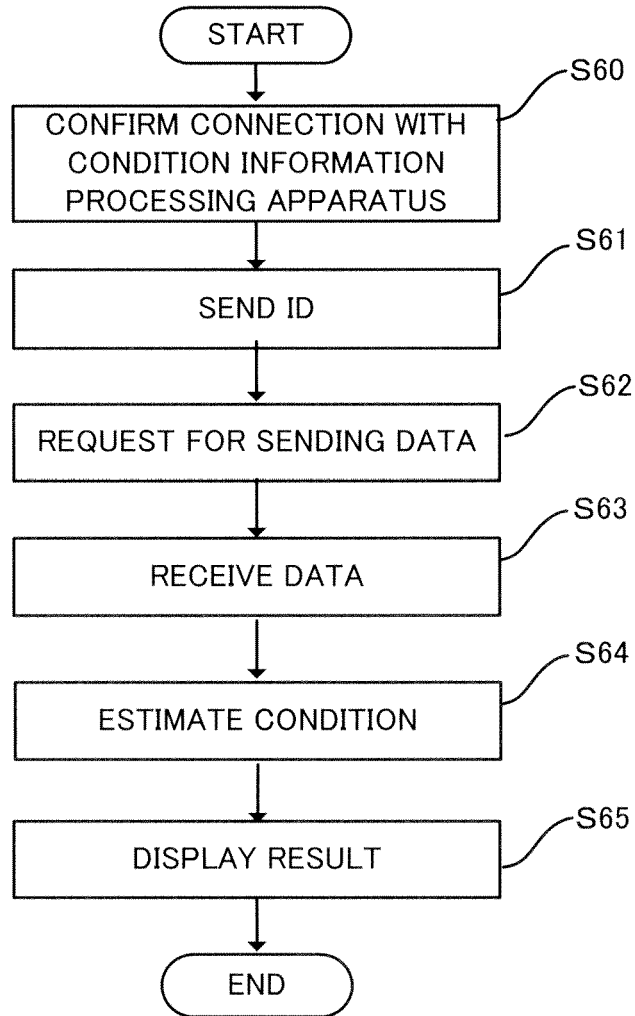 START
S60
CONFIRM CONNECTION WITH
CONDITION INFORMATION
PROCESSING APPARATUS
S61
SEND ID
S62
REQUEST FOR SENDING DATA
S63
RECEIVE DATA
S64
ESTIMATE CONDITION
S65
DISPLAY RESULT
END